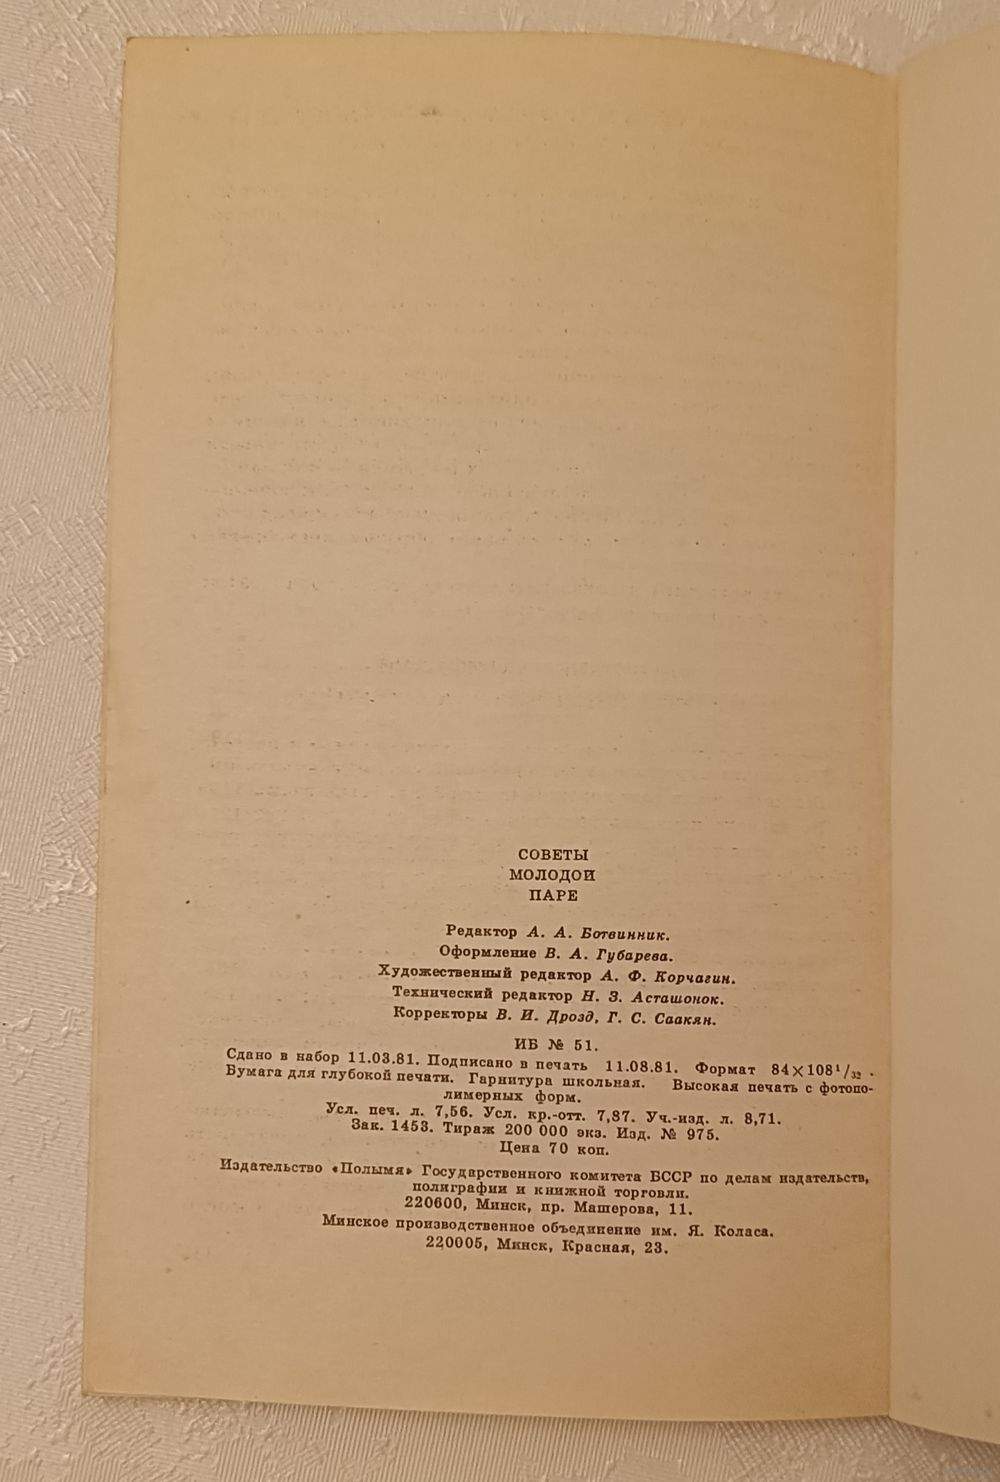 СОВЕТЫ
МОЛОДОЙ
ПАРЕ
Редактор А. А. Ботвинник.
Оформление В. А. Губарева.
Художественный редактор А. Ф. Корчагин.
Технический редактор Н. З. Асташонок.
Корректоры В. И. Дрозд, Г. С. Саакян.
ИБ № 51.
Сдано в набор 11.03.81. Подписано в печать 11.08.81. Формат 84×108¹/₃₂.
Бумага для глубокой печати. Гарнитура школьная. Высокая печать с фотопо-
лимерных форм.
Усл. печ. л. 7,56. Усл. кр.-отт. 7,87. Уч.-изд. л. 8,71.
Зак. 1453. Тираж 200 000 экз. Изд. № 975.
Цена 70 коп.
Издательство «Полымя» Государственного комитета БССР по делам издательств,
полиграфии и книжной торговли.
220600, Минск, пр. Машерова, 11.
Минское производственное объединение им. Я. Коласа.
220005, Минск, Красная, 23.